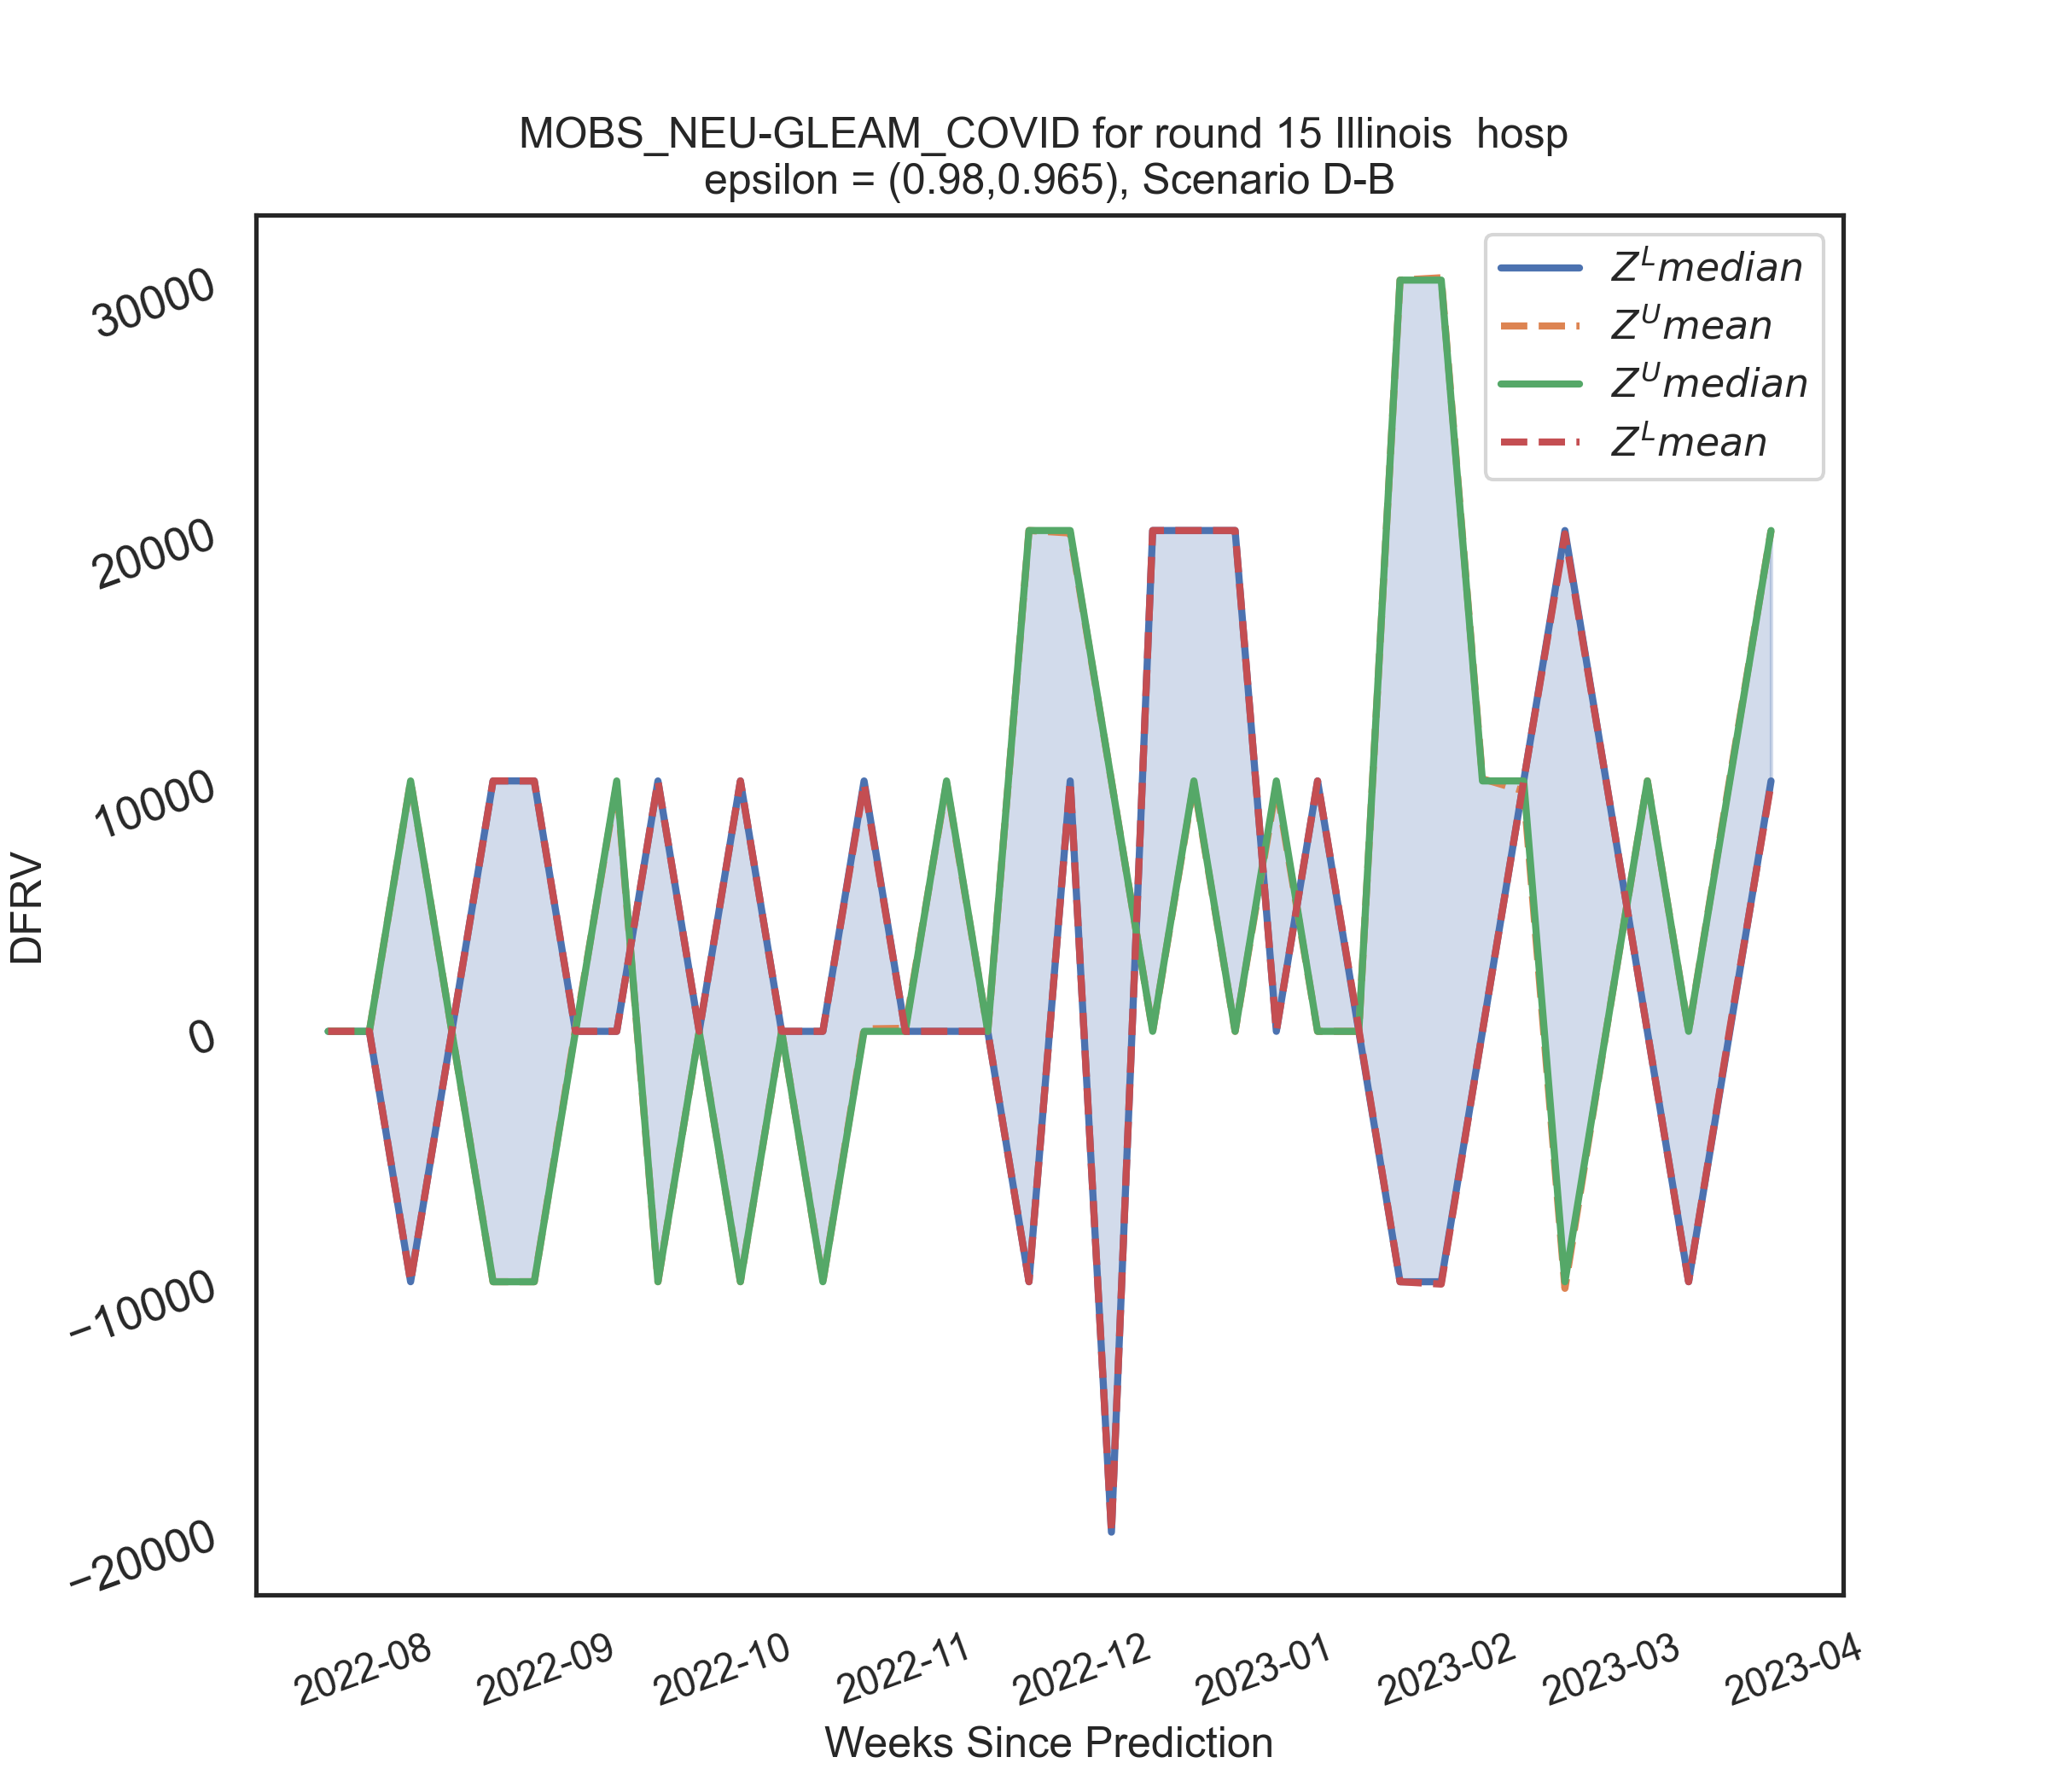 MOBS_NEU-GLEAM_COVID for round 15 Illinois  hosp
epsilon = (0.98,0.965), Scenario D-B
Z^L median
Z^U mean
Z^U median
Z^L mean
30000
20000
10000
0
−10000
−20000
DFRV
2022-08
2022-09
2022-10
2022-11
2022-12
2023-01
2023-02
2023-03
2023-04
Weeks Since Prediction